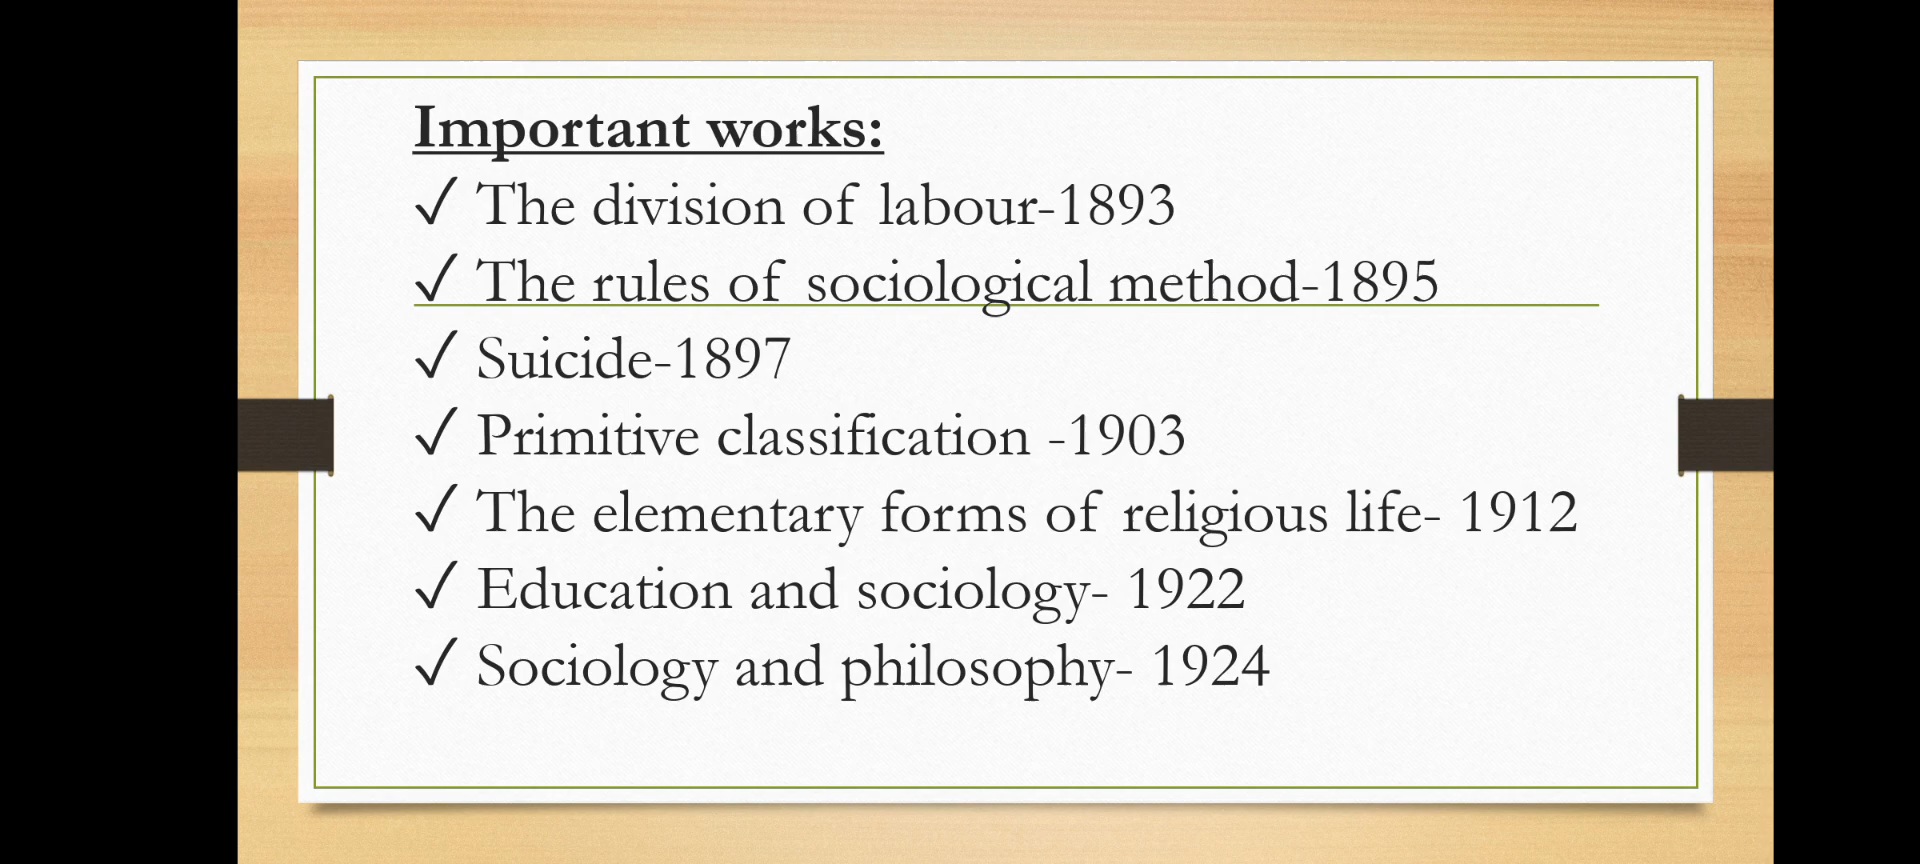 Important works:
✓ The division of labour-1893
✓ The rules of sociological method-1895
✓ Suicide-1897
✓ Primitive classification -1903
✓ The elementary forms of religious life- 1912
✓ Education and sociology- 1922
✓ Sociology and philosophy- 1924